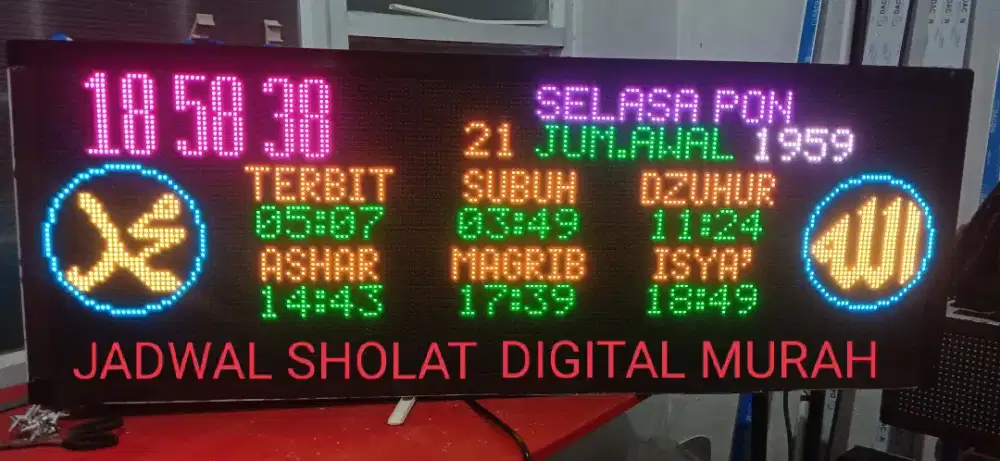 18 58 38
SELASA PON
21 JUM.AWAL 1959
TERBIT SUBUH DZUHUR
05:07 03:49 11:24
ASHAR MAGRIB ISYA'
14:43 17:39 18:49
الله
JADWAL SHOLAT DIGITAL MURAH